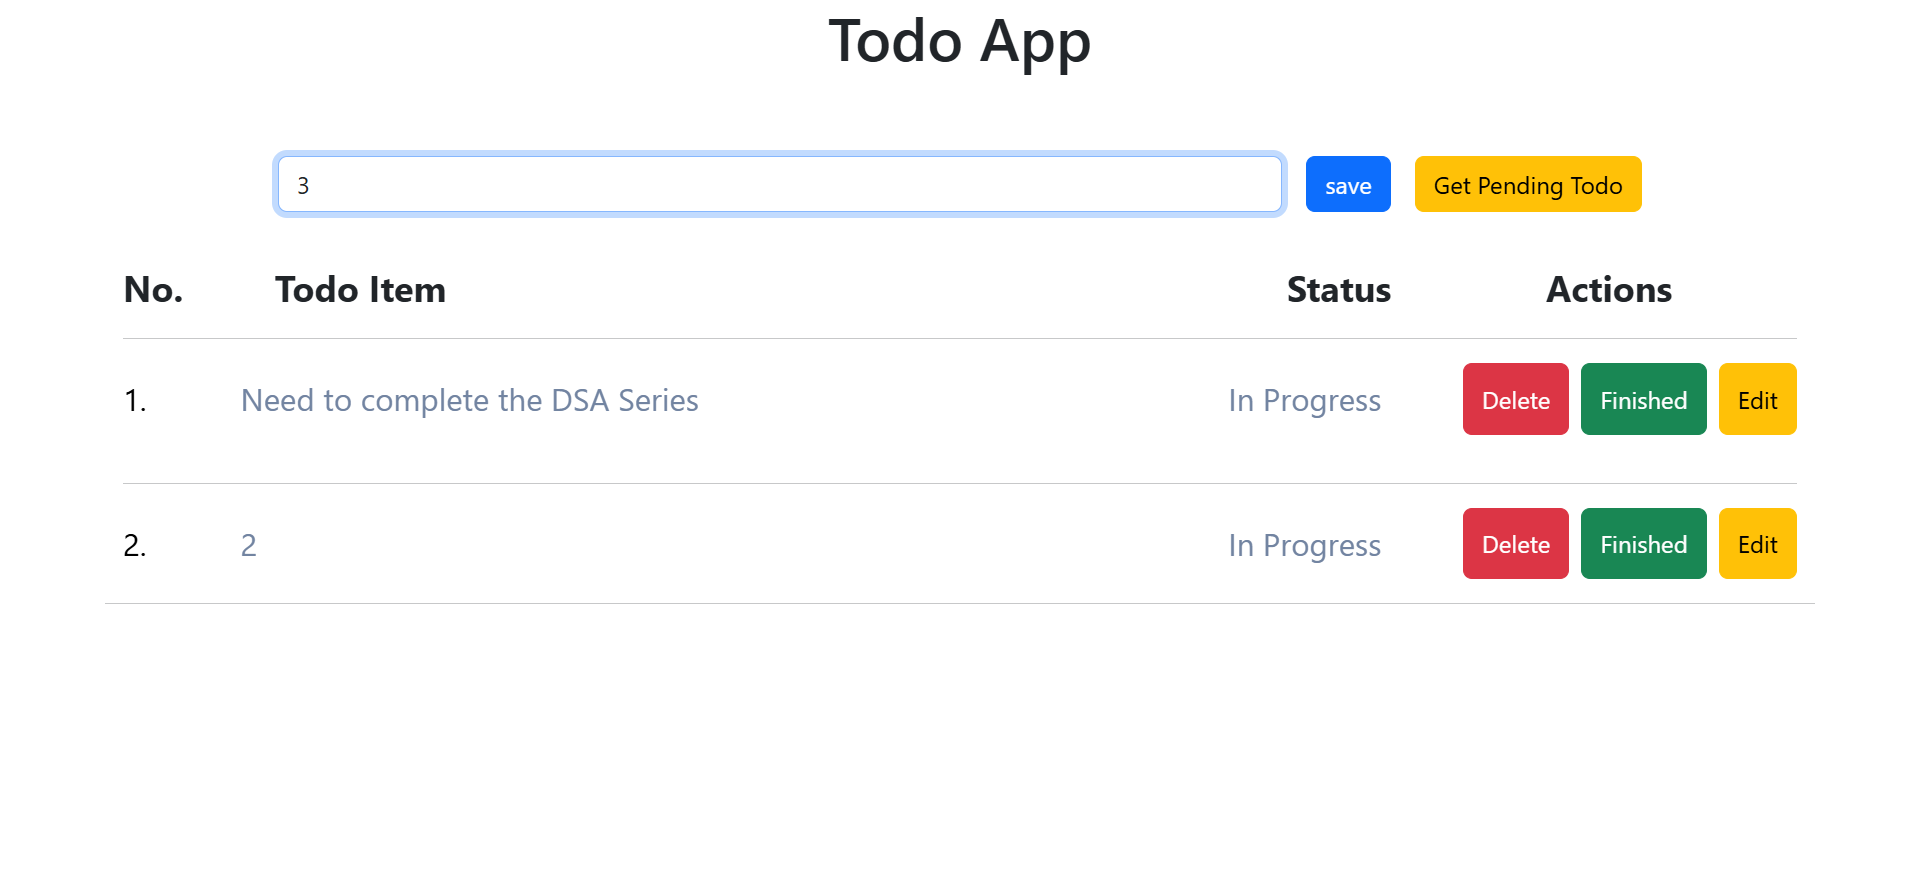 Todo App
3 save Get Pending Todo
No. Todo Item Status Actions
1. Need to complete the DSA Series In Progress Delete Finished Edit
2. 2 In Progress Delete Finished Edit